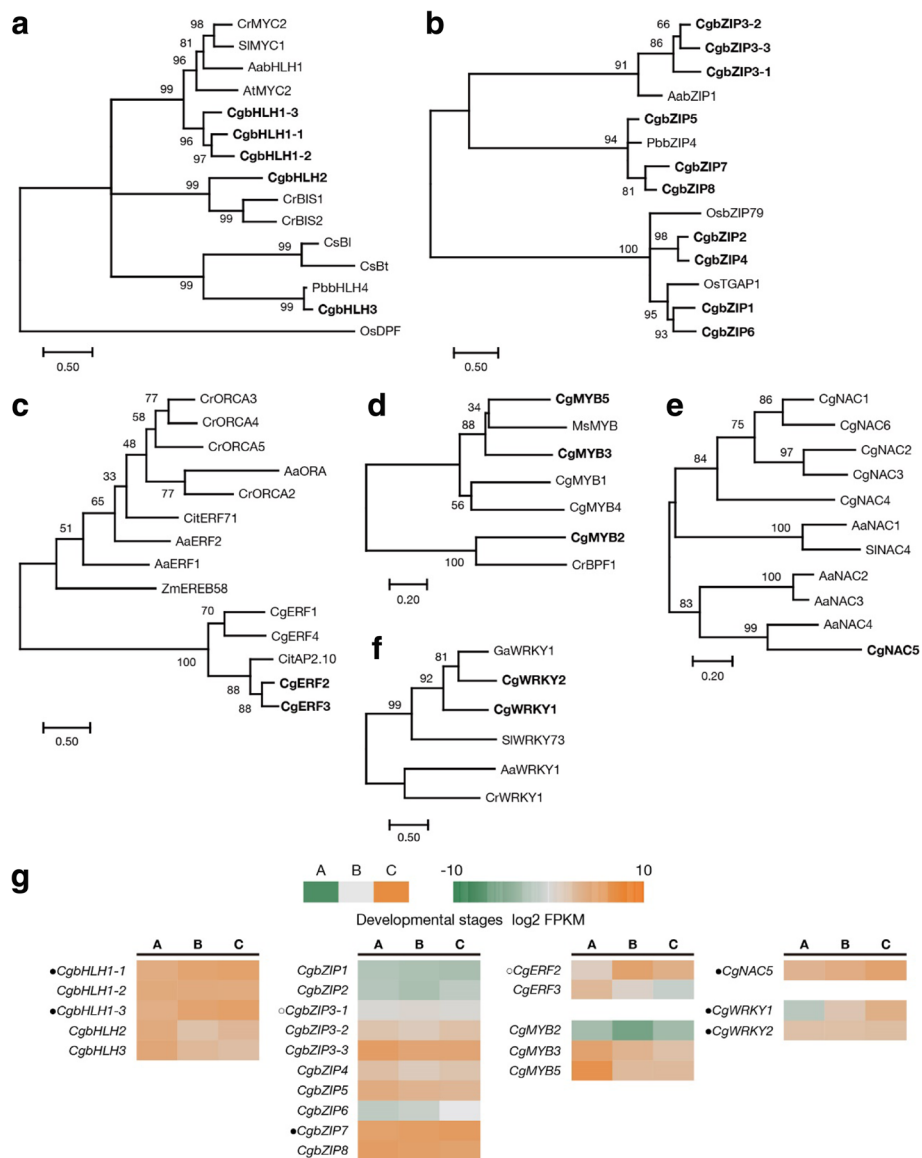 a
CrMYC2
98
SlMYC1
81
AabHLH1
96
AtMYC2
99
CgbHLH1-3
CgbHLH1-1
96
CgbHLH1-2
97
CgbHLH2
99
CrBIS1
99
CrBIS2
CsBl
99
CsBt
PbbHLH4
99
CgbHLH3
99
OsDPF
0.50
b
CgbZIP3-2
66
CgbZIP3-3
86
CgbZIP3-1
91
AabZIP1
CgbZIP5
94
PbbZIP4
CgbZIP7
81
CgbZIP8
OsbZIP79
98
CgbZIP2
100
CgbZIP4
OsTGAP1
95
CgbZIP1
93
CgbZIP6
0.50
c
CrORCA3
77
CrORCA4
58
CrORCA5
48
AaORA
33
77
CrORCA2
65
CitERF71
51
AaERF2
AaERF1
ZmEREB58
CgERF1
70
CgERF4
100
CitAP2.10
88
CgERF2
88
CgERF3
0.50
d
CgMYB5
34
MsMYB
88
CgMYB3
CgMYB1
56
CgMYB4
CgMYB2
100
CrBPF1
0.20
e
CgNAC1
86
CgNAC6
75
CgNAC2
97
CgNAC3
84
CgNAC4
AaNAC1
100
SlNAC4
AaNAC2
100
AaNAC3
83
AaNAC4
99
CgNAC5
0.20
f
GaWRKY1
81
CgWRKY2
92
CgWRKY1
99
SlWRKY73
AaWRKY1
CrWRKY1
0.50
g
A B C
-10 10
Developmental stages log2 FPKM
A B C
●CgbHLH1-1
CgbHLH1-2
●CgbHLH1-3
CgbHLH2
CgbHLH3
A B C
CgbZIP1
CgbZIP2
○CgbZIP3-1
CgbZIP3-2
CgbZIP3-3
CgbZIP4
CgbZIP5
CgbZIP6
●CgbZIP7
CgbZIP8
A B C
○CgERF2
CgERF3
CgMYB2
CgMYB3
CgMYB5
A B C
●CgNAC5
●CgWRKY1
●CgWRKY2